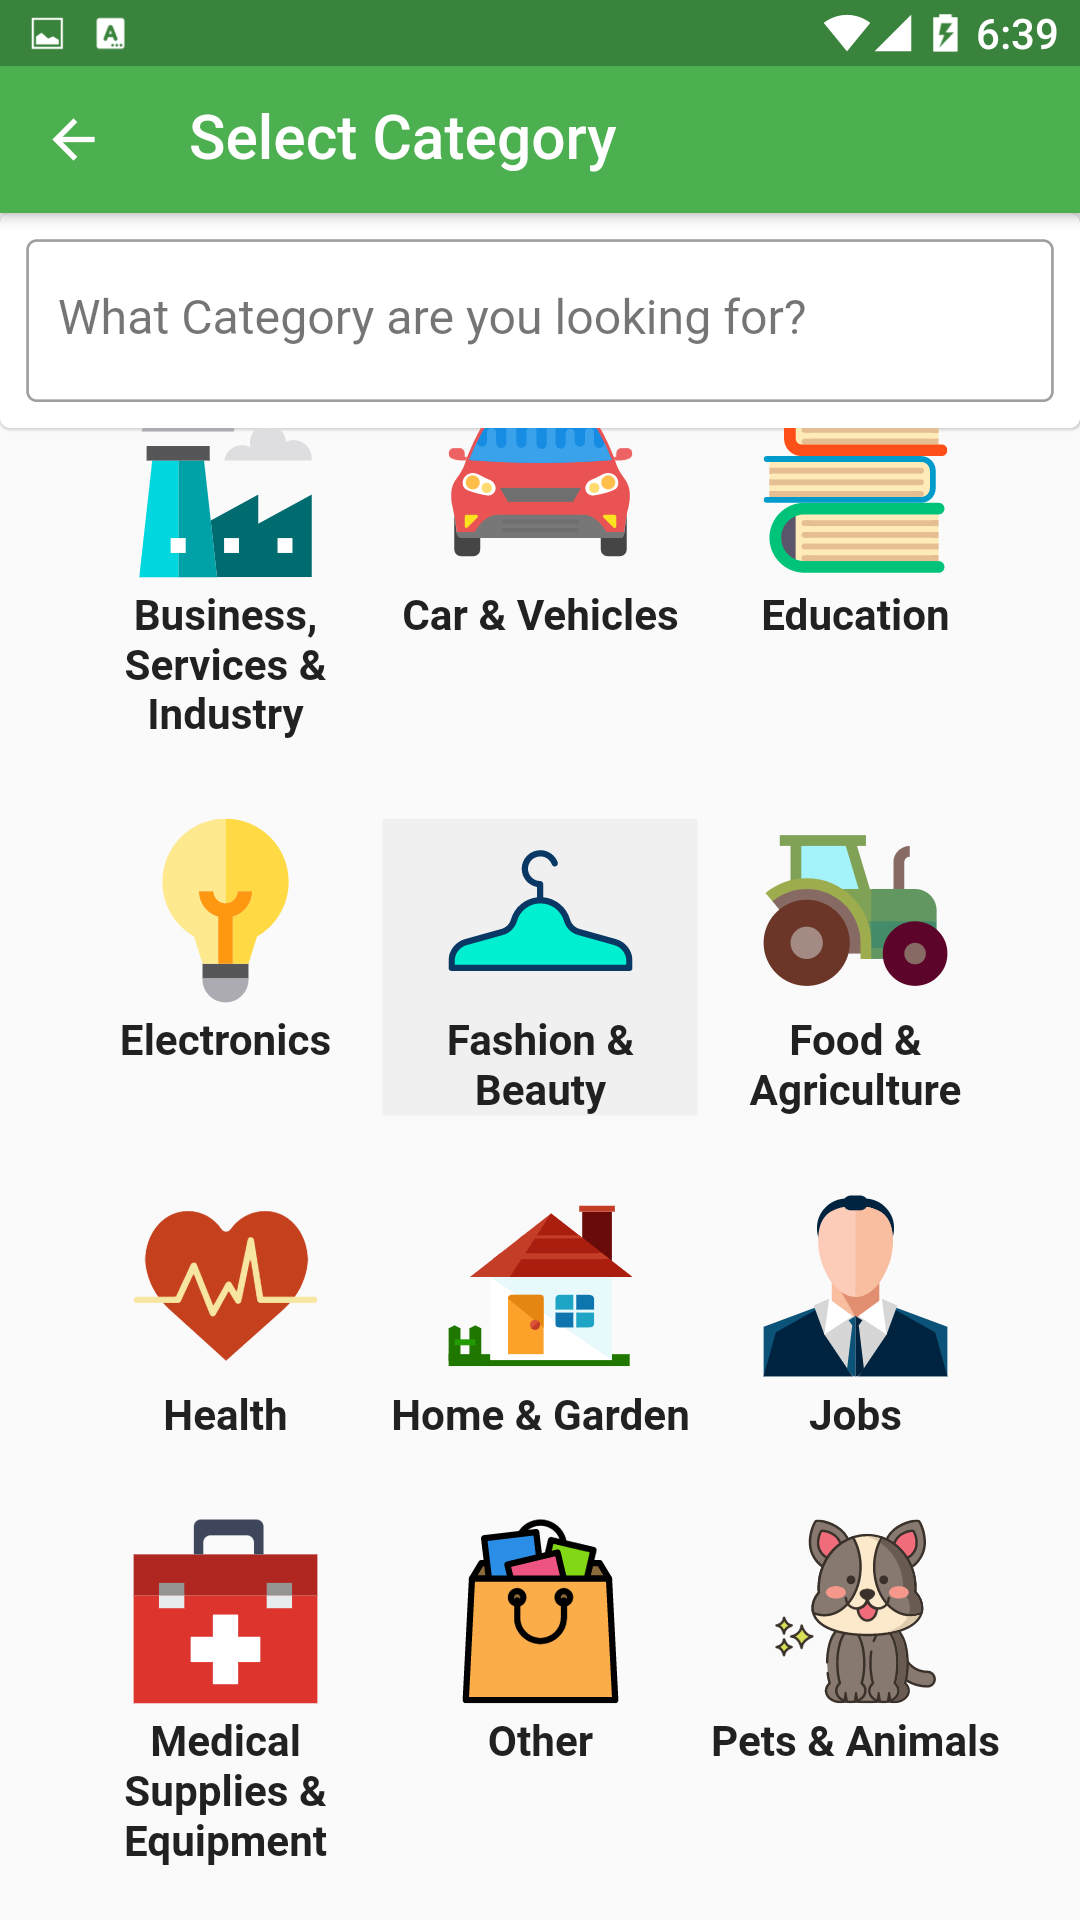 6:39
Select Category
What Category are you looking for?
Business,
Services &
Industry
Car & Vehicles
Education
Electronics
Fashion &
Beauty
Food &
Agriculture
Health
Home & Garden
Jobs
Medical
Supplies &
Equipment
Other
Pets & Animals